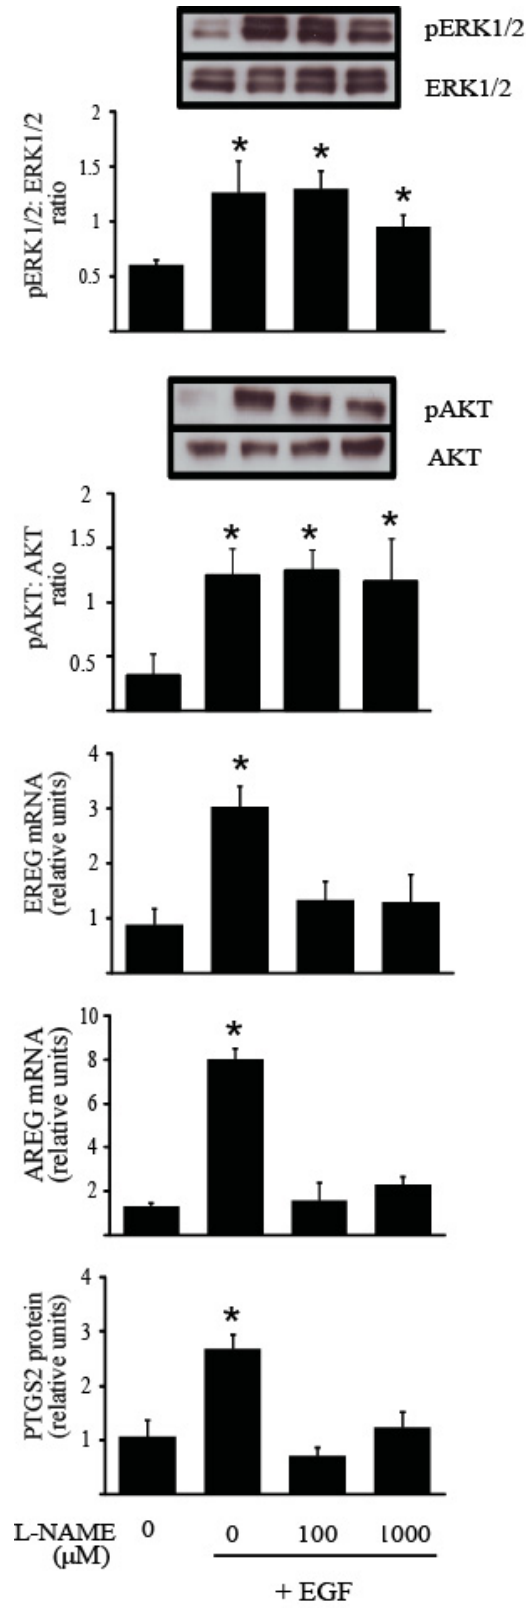 pERK1/2
ERK1/2
pERK1/2: ERK1/2
ratio
2
*
*
1.5
*
1
0.5
pAKT
AKT
pAKT: AKT
ratio
2
*
*
*
1.5
1
0.5
EREG mRNA
(relative units)
4
*
3
2
1
AREG mRNA
(relative units)
10
*
8
6
4
2
PTGS2 protein
(relative units)
4
*
3
2
1
L-NAME 0 0 100 1000
(μM)
+ EGF